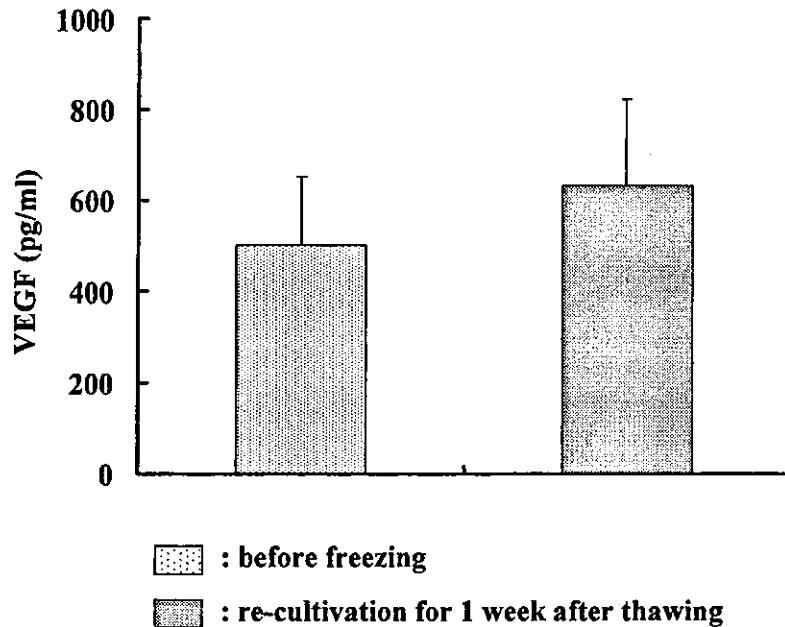 1000
800
600
400
200
0
VEGF (pg/ml)
: before freezing
: re-cultivation for 1 week after thawing